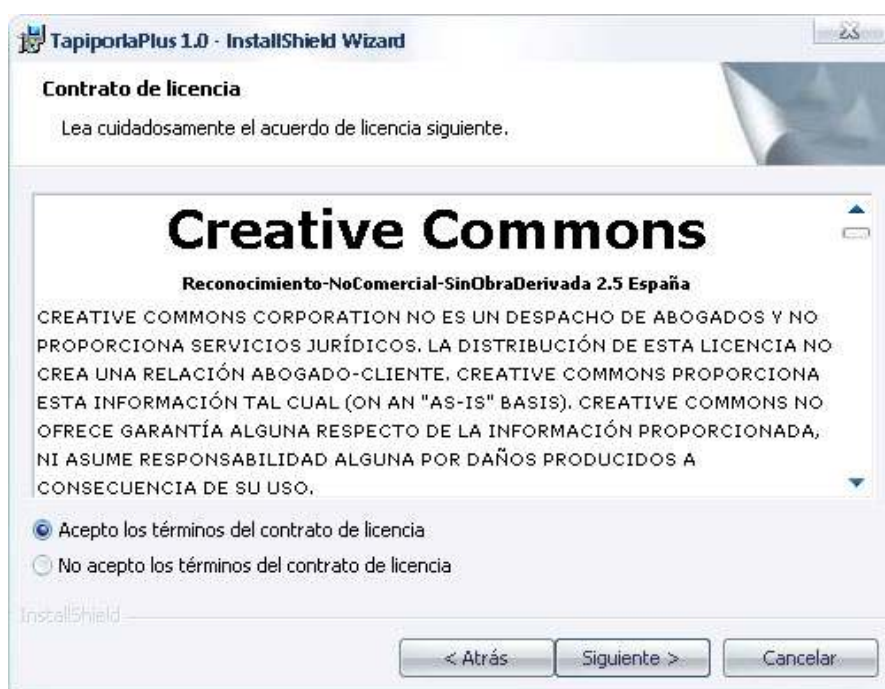 TapiporlaPlus 1.0 - InstallShield Wizard
Contrato de licencia
Lea cuidadosamente el acuerdo de licencia siguiente.
Creative Commons
Reconocimiento-NoComercial-SinObraDerivada 2.5 España
CREATIVE COMMONS CORPORATION NO ES UN DESPACHO DE ABOGADOS Y NO
PROPORCIONA SERVICIOS JURÍDICOS. LA DISTRIBUCIÓN DE ESTA LICENCIA NO
CREA UNA RELACIÓN ABOGADO-CLIENTE. CREATIVE COMMONS PROPORCIONA
ESTA INFORMACIÓN TAL CUAL (ON AN "AS-IS" BASIS). CREATIVE COMMONS NO
OFRECE GARANTÍA ALGUNA RESPECTO DE LA INFORMACIÓN PROPORCIONADA,
NI ASUME RESPONSABILIDAD ALGUNA POR DAÑOS PRODUCIDOS A
CONSECUENCIA DE SU USO.
Acepto los términos del contrato de licencia
No acepto los términos del contrato de licencia
InstallShield
< Atrás
Siguiente >
Cancelar